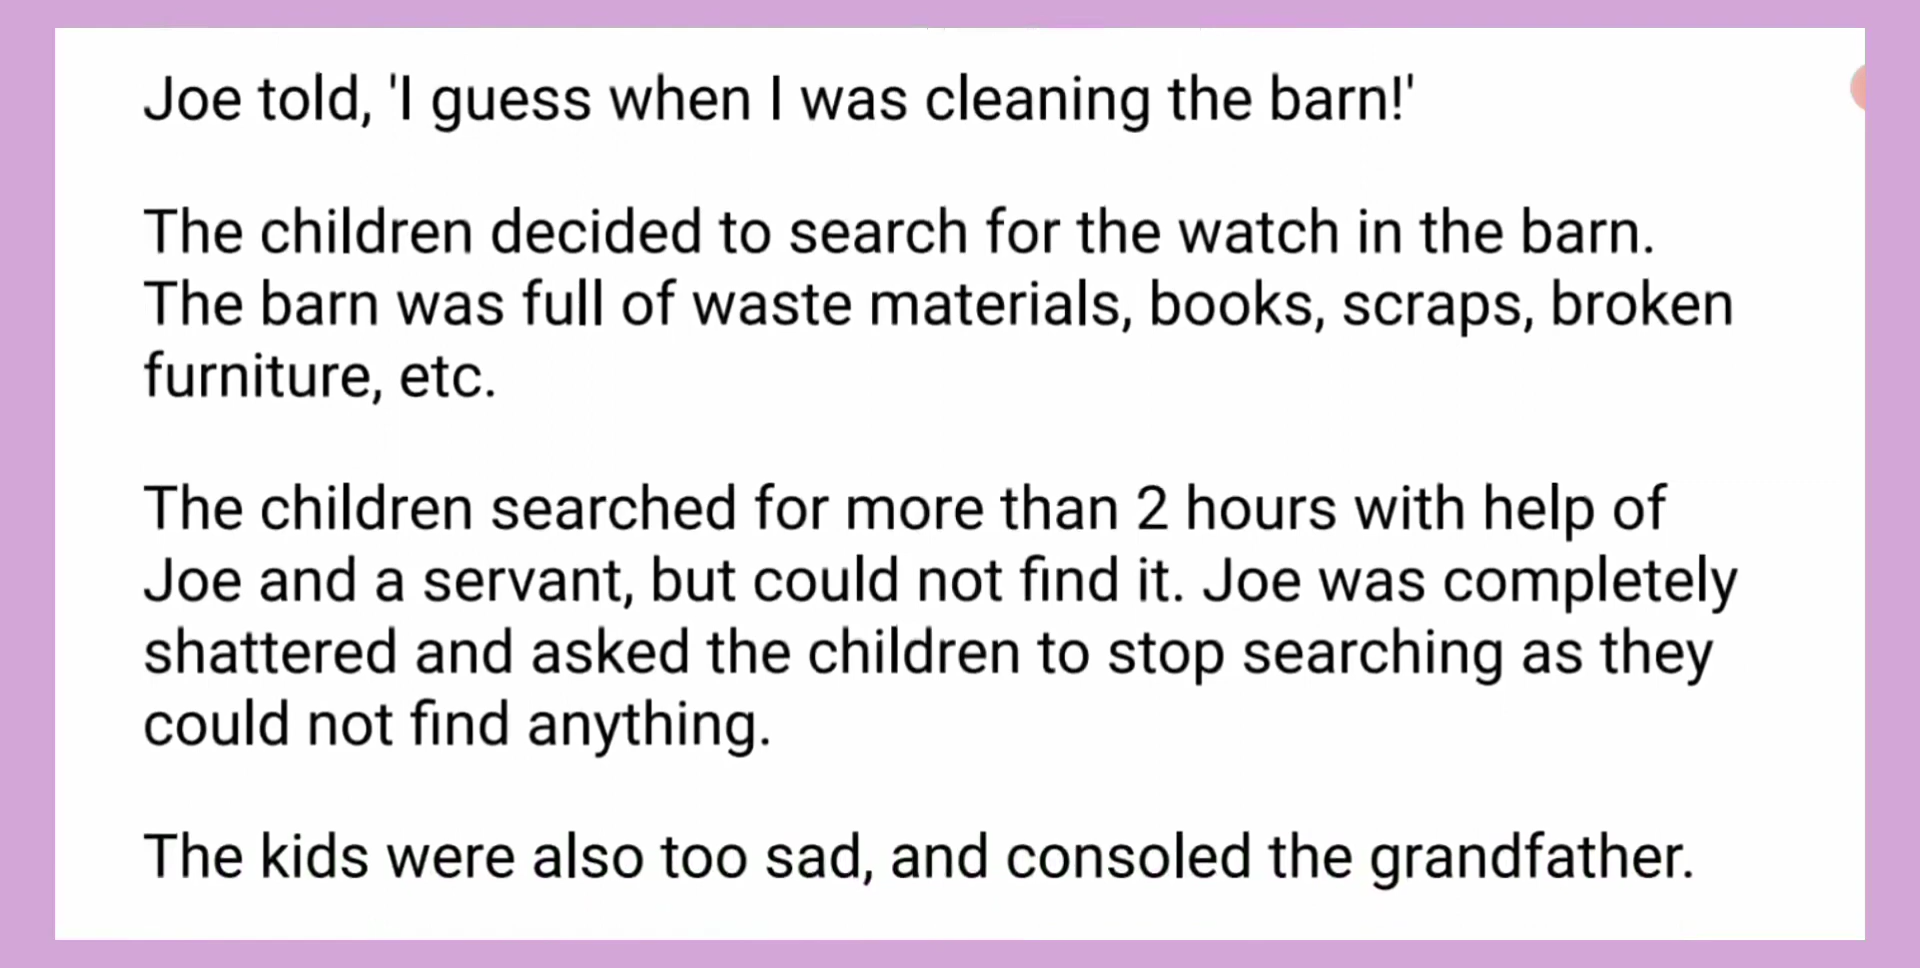 Joe told, 'I guess when I was cleaning the barn!'
The children decided to search for the watch in the barn.
The barn was full of waste materials, books, scraps, broken
furniture, etc.
The children searched for more than 2 hours with help of
Joe and a servant, but could not find it. Joe was completely
shattered and asked the children to stop searching as they
could not find anything.
The kids were also too sad, and consoled the grandfather.